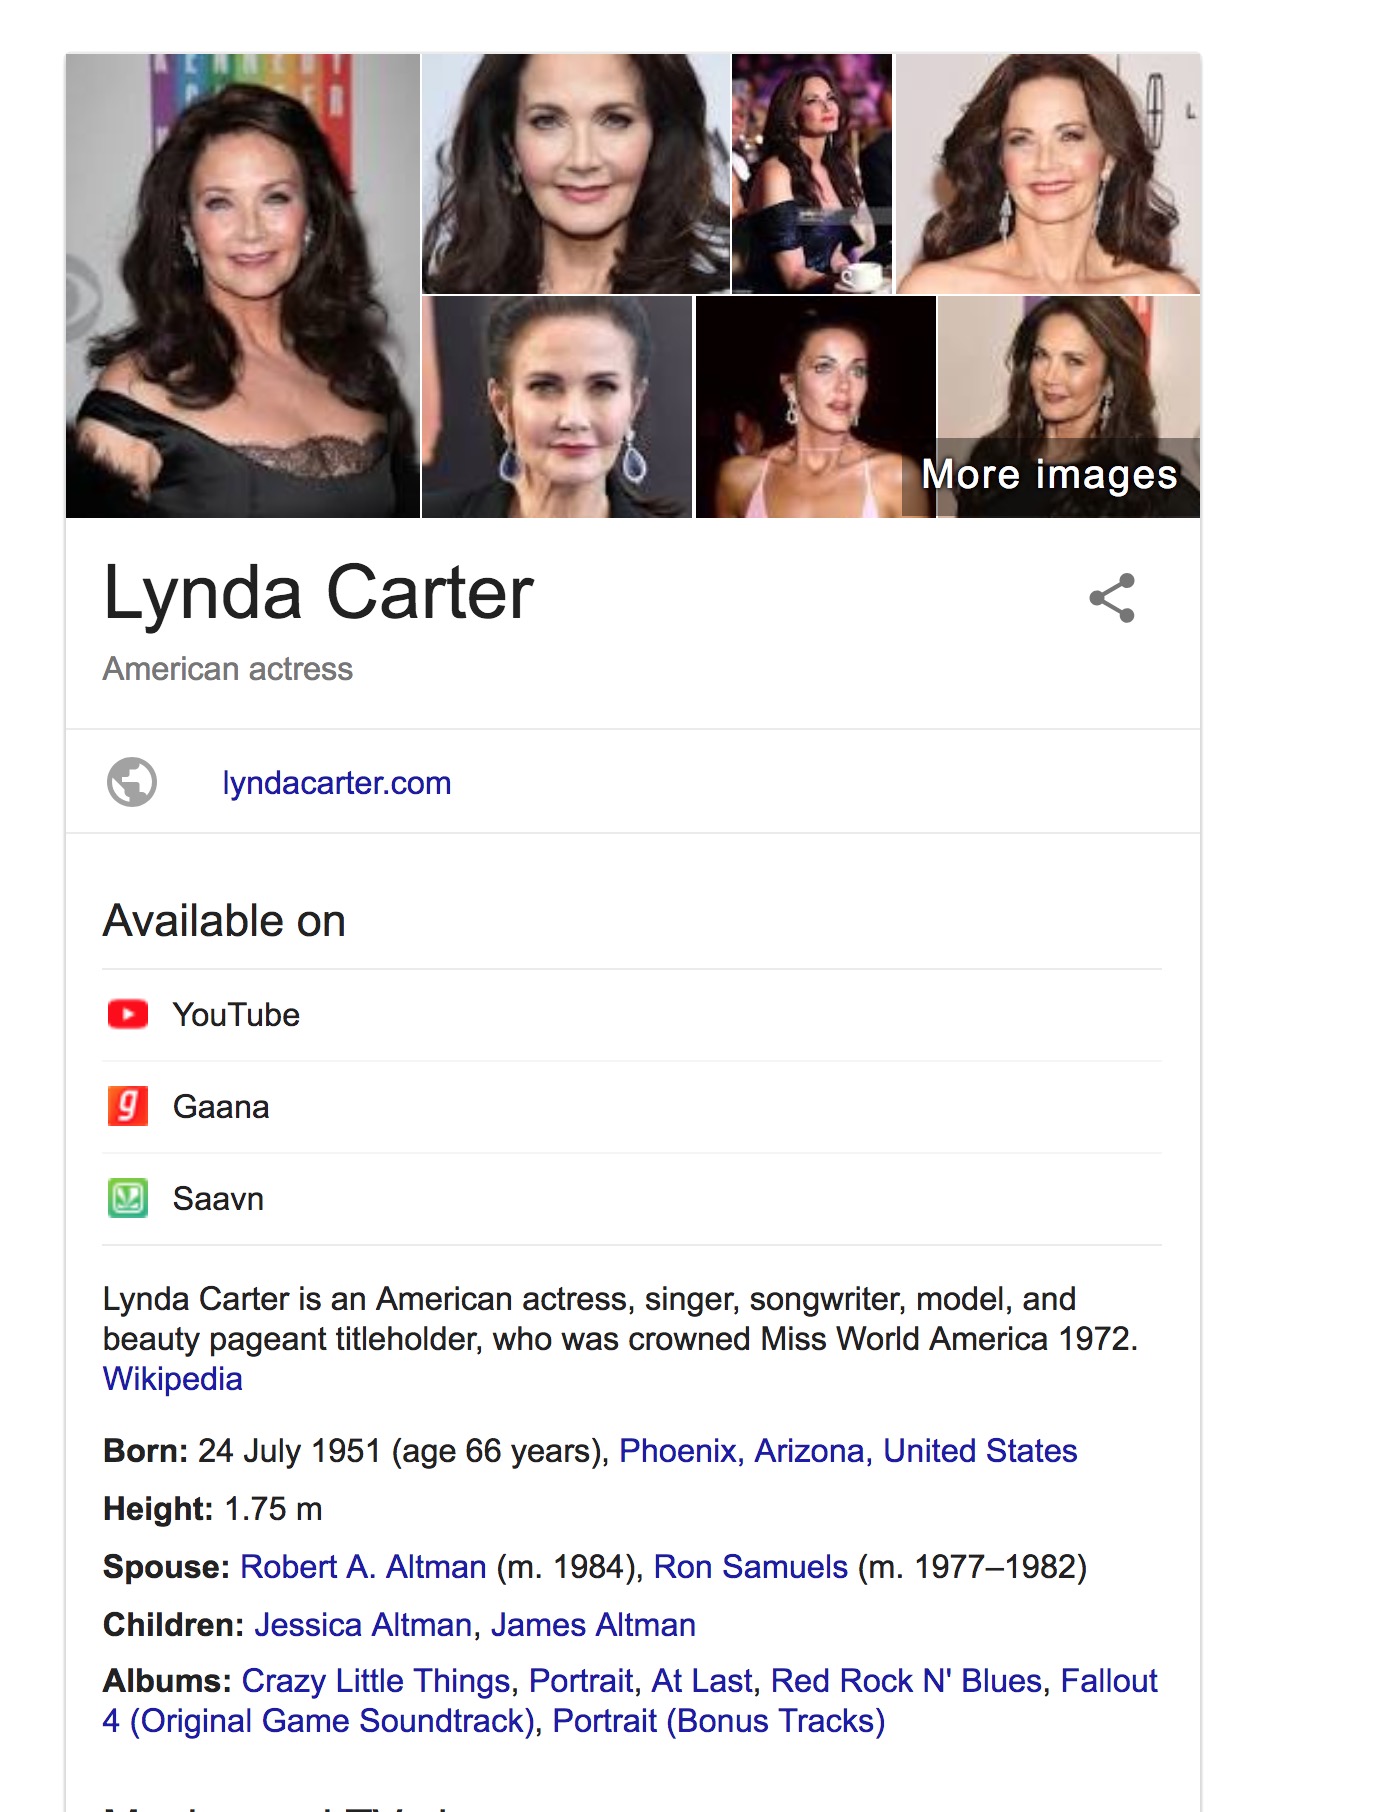 KENNEDY
More images
Lynda Carter
American actress
lyndacarter.com
Available on
YouTube
Gaana
Saavn
Lynda Carter is an American actress, singer, songwriter, model, and
beauty pageant titleholder, who was crowned Miss World America 1972.
Wikipedia
Born: 24 July 1951 (age 66 years), Phoenix, Arizona, United States
Height: 1.75 m
Spouse: Robert A. Altman (m. 1984), Ron Samuels (m. 1977–1982)
Children: Jessica Altman, James Altman
Albums: Crazy Little Things, Portrait, At Last, Red Rock N' Blues, Fallout
4 (Original Game Soundtrack), Portrait (Bonus Tracks)